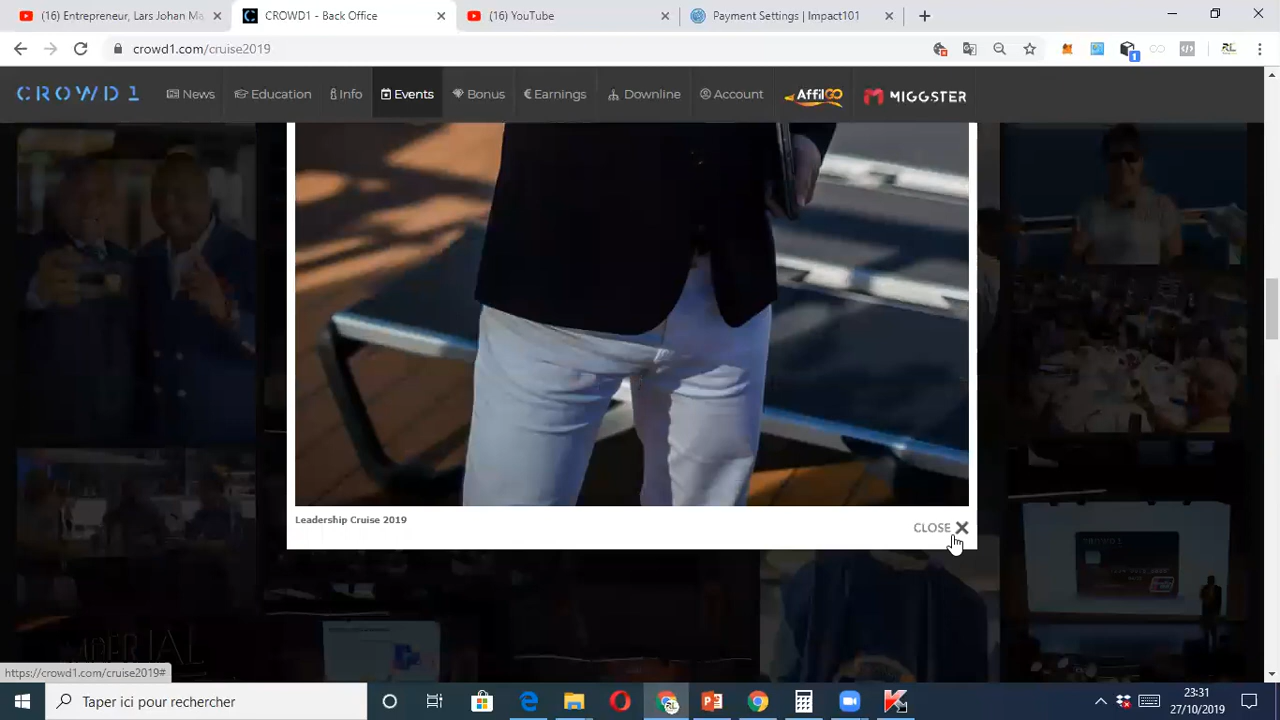 (16) Entrepreneur, Lars Johan Ma
CROWD1 - Back Office
(16) YouTube
Payment Settings | Impact101
crowd1.com/cruise2019
CROWD1
News
Education
Info
Events
Bonus
Earnings
Downline
Account
AffilGO
MIGGSTER
Leadership Cruise 2019
CLOSE
https://crowd1.com/cruise2019#
Taper ici pour rechercher
23:31
27/10/2019